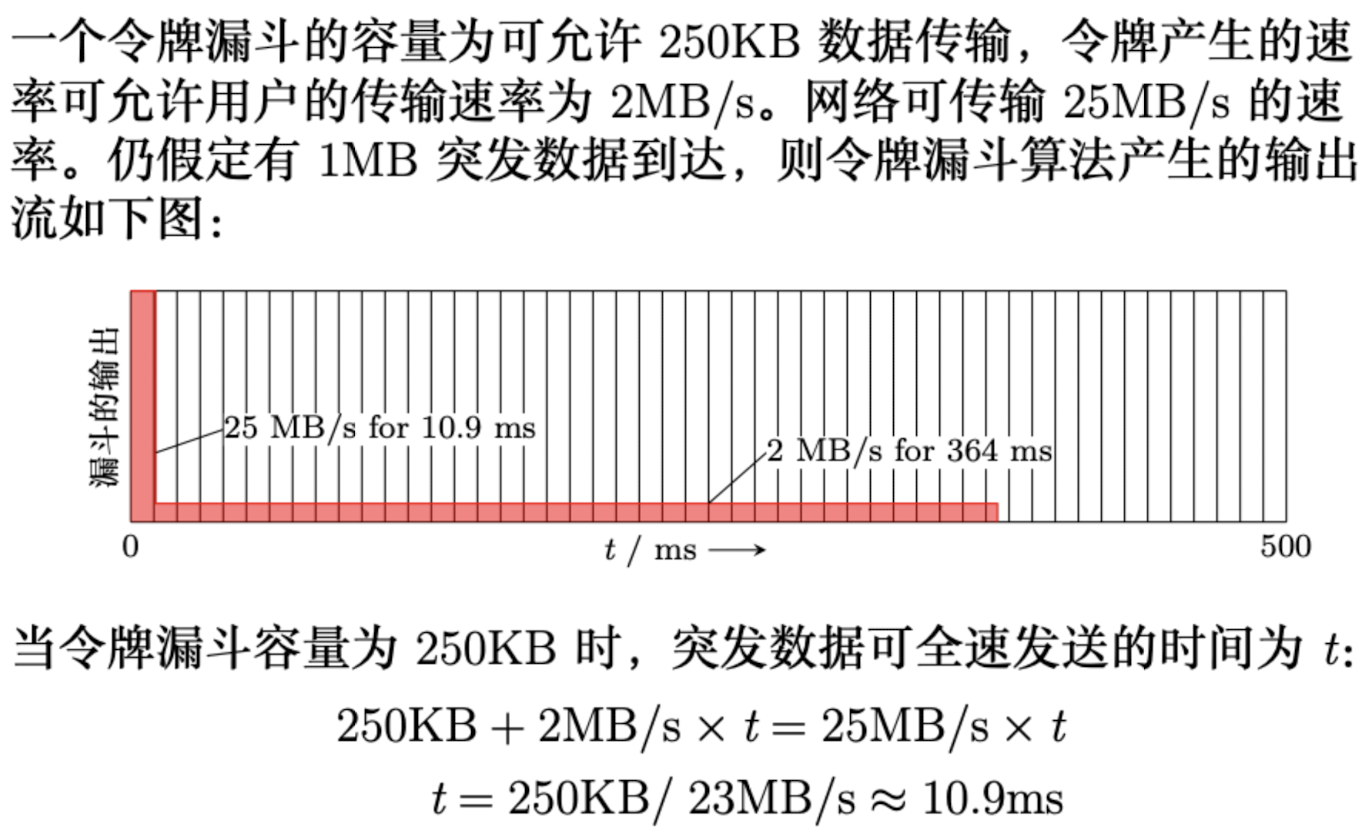 一个令牌漏斗的容量为可允许 250KB 数据传输，令牌产生的速
率可允许用户的传输速率为 2MB/s。网络可传输 25MB/s 的速
率。仍假定有 1MB 突发数据到达，则令牌漏斗算法产生的输出
流如下图：
漏斗的输出
25 MB/s for 10.9 ms
2 MB/s for 364 ms
0
t / ms ⟶
500
当令牌漏斗容量为 250KB 时，突发数据可全速发送的时间为 t：
250KB + 2MB/s × t = 25MB/s × t
t = 250KB/ 23MB/s ≈ 10.9ms